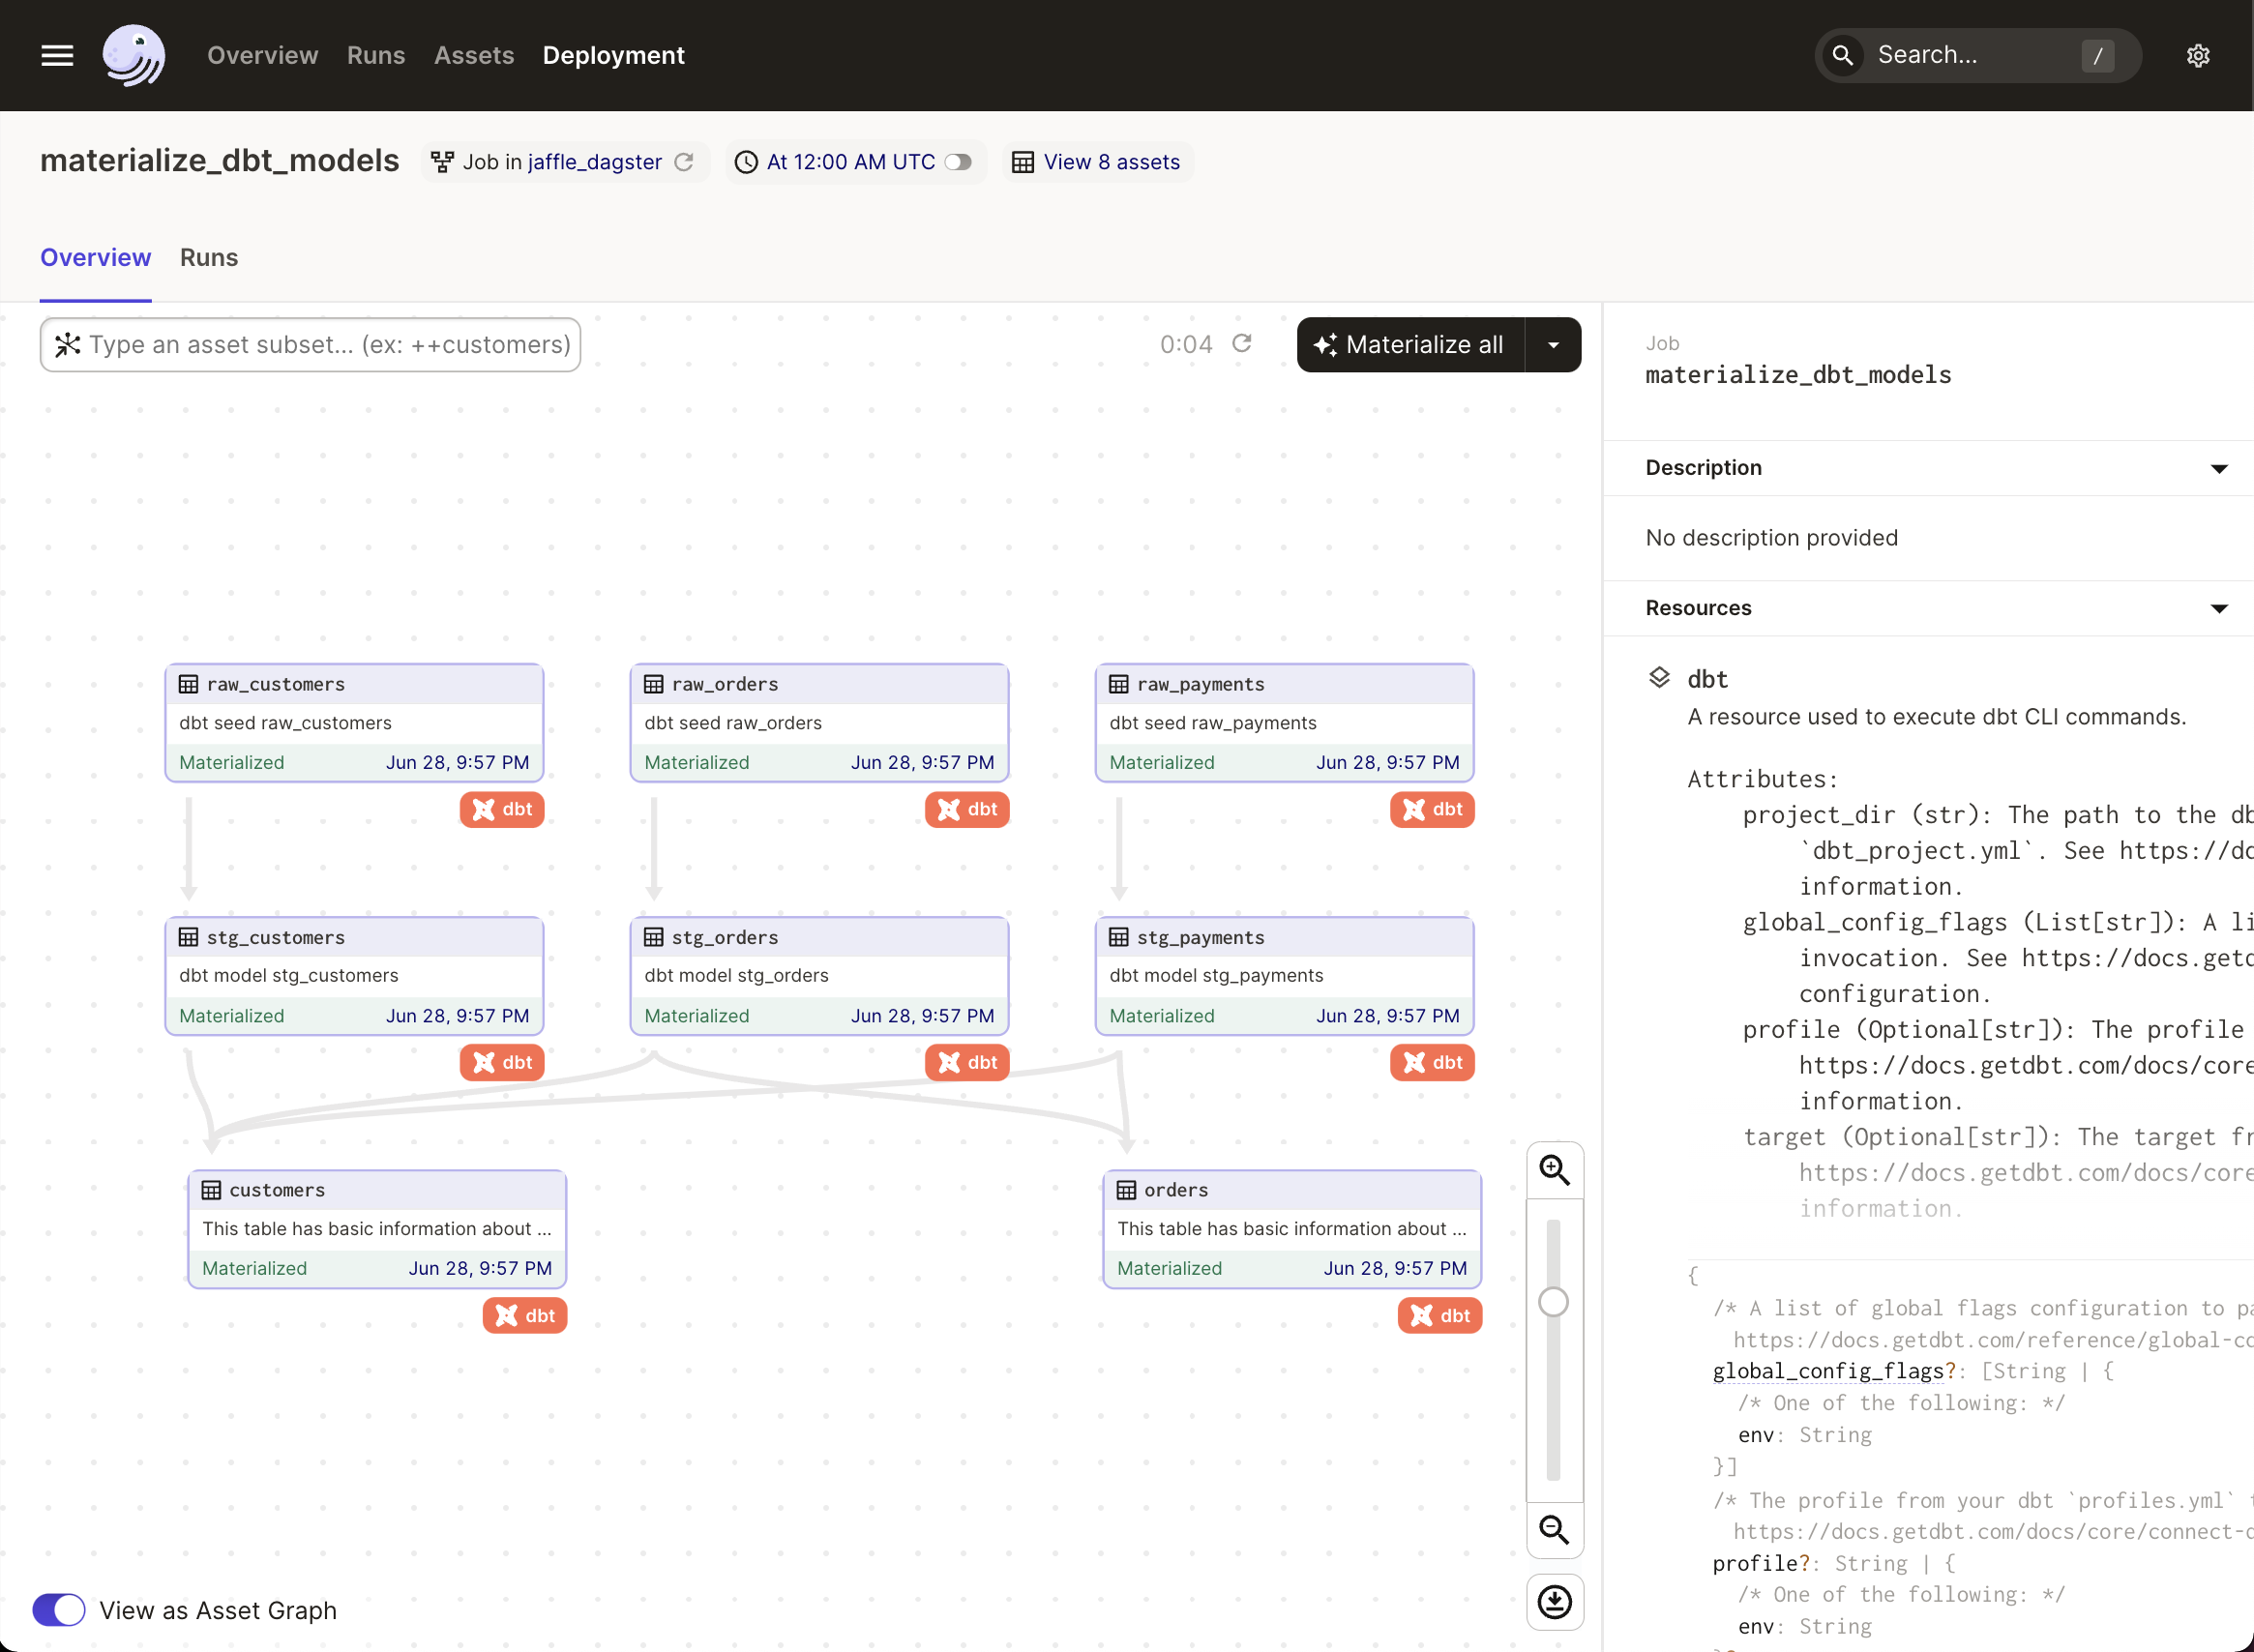 Overview Runs Assets Deployment Search... /
materialize_dbt_models Job in jaffle_dagster At 12:00 AM UTC View 8 assets
Overview Runs
Type an asset subset... (ex: ++customers) 0:04 Materialize all
raw_customers
dbt seed raw_customers
Materialized Jun 28, 9:57 PM
dbt
raw_orders
dbt seed raw_orders
Materialized Jun 28, 9:57 PM
dbt
raw_payments
dbt seed raw_payments
Materialized Jun 28, 9:57 PM
dbt
stg_customers
dbt model stg_customers
Materialized Jun 28, 9:57 PM
dbt
stg_orders
dbt model stg_orders
Materialized Jun 28, 9:57 PM
dbt
stg_payments
dbt model stg_payments
Materialized Jun 28, 9:57 PM
dbt
customers
This table has basic information about ...
Materialized Jun 28, 9:57 PM
dbt
orders
This table has basic information about ...
Materialized Jun 28, 9:57 PM
dbt
View as Asset Graph
Job
materialize_dbt_models
Description
No description provided
Resources
dbt
A resource used to execute dbt CLI commands.
Attributes:
project_dir (str): The path to the db
`dbt_project.yml`. See https://do
information.
global_config_flags (List[str]): A li
invocation. See https://docs.getd
configuration.
profile (Optional[str]): The profile
https://docs.getdbt.com/docs/core
information.
target (Optional[str]): The target fr
https://docs.getdbt.com/docs/core
information.
{
/* A list of global flags configuration to pa
https://docs.getdbt.com/reference/global-co
global_config_flags?: [String | {
/* One of the following: */
env: String
}]
/* The profile from your dbt `profiles.yml` t
https://docs.getdbt.com/docs/core/connect-d
profile?: String | {
/* One of the following: */
env: String